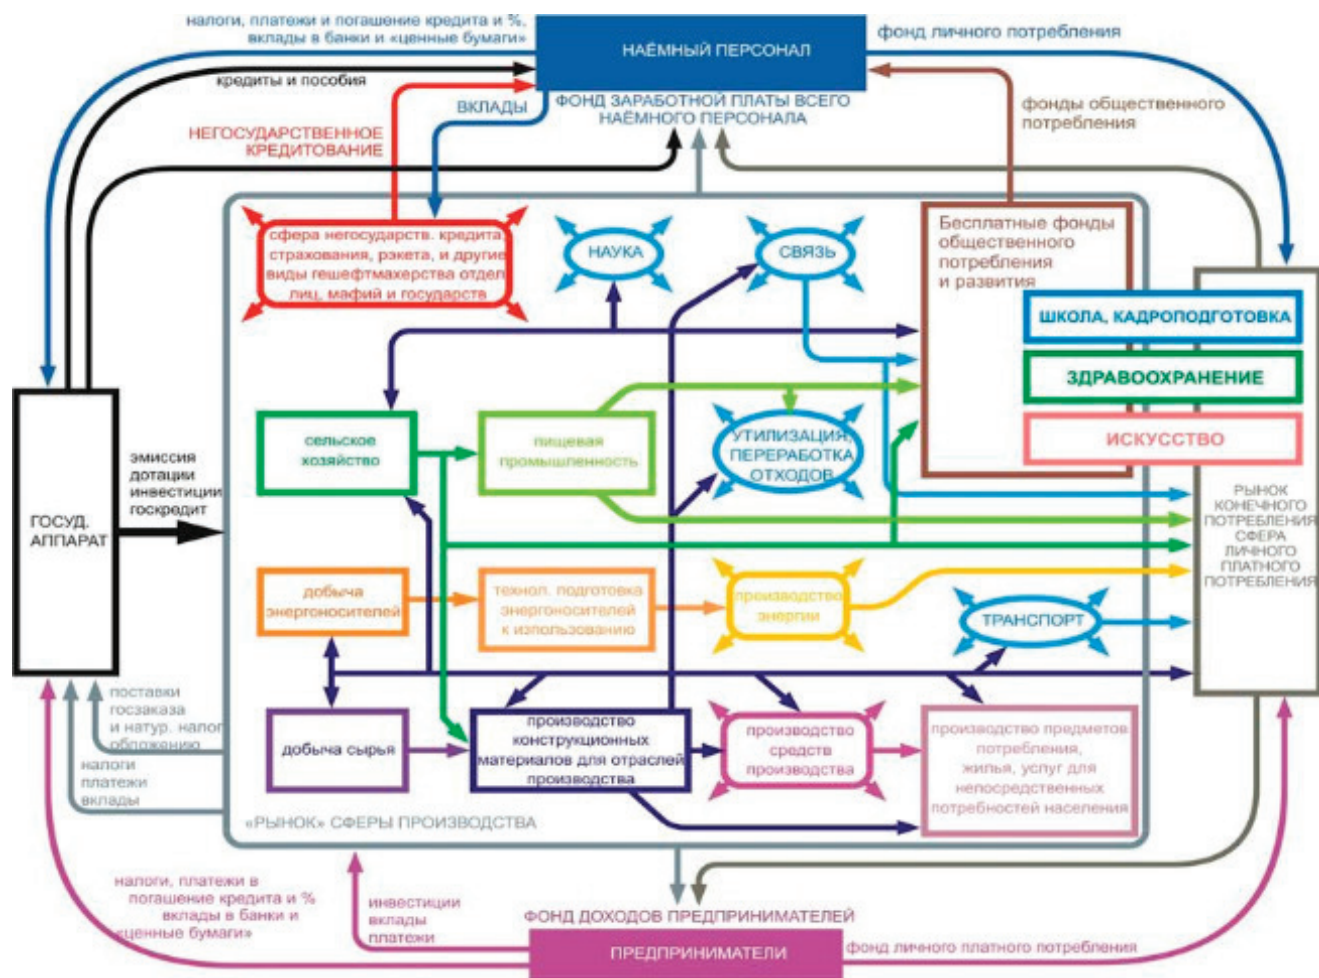 налоги, платежи и погашение кредита и %,
вклады в банки и «ценные бумаги»
НАЁМНЫЙ ПЕРСОНАЛ
фонд личного потребления
кредиты и пособия
ВКЛАДЫ
ФОНД ЗАРАБОТНОЙ ПЛАТЫ ВСЕГО
НАЁМНОГО ПЕРСОНАЛА
фонды общественного
потребления
НЕГОСУДАРСТВЕННОЕ
КРЕДИТОВАНИЕ
сфера негосударств. кредита,
страхования, рэкета, и другие
виды гешефтмахерства отдел.
лиц, мафий и государств
НАУКА
СВЯЗЬ
Бесплатные фонды
общественного
потребления
и развития
ШКОЛА, КАДРОПОДГОТОВКА
ЗДРАВООХРАНЕНИЕ
ИСКУССТВО
сельское
хозяйство
пищевая
промышленность
УТИЛИЗАЦИЯ,
ПЕРЕРАБОТКА
ОТХОДОВ
эмиссия
дотации
инвестиции
госкредит
ГОСУД.
АППАРАТ
РЫНОК
КОНЕЧНОГО
ПОТРЕБЛЕНИЯ
СФЕРА
ЛИЧНОГО
ПЛАТНОГО
ПОТРЕБЛЕНИЯ
добыча
энергоносителей
технол. подготовка
энергоносителей
к изпользованию
производство
энергии
ТРАНСПОРТ
поставки
госзаказа
и натур. налог
обложению
налоги
платежи
вклады
добыча сырья
производство
конструкционных
материалов для отраслей
производства
производство
средств
производства
производство предметов
потребления,
жилья, услуг для
непосредственных
потребностей населения
«РЫНОК» СФЕРЫ ПРОИЗВОДСТВА
налоги, платежи в
погашение кредита и %
вклады в банки и
«ценные бумаги»
инвестиции
вклады
платежи
ФОНД ДОХОДОВ ПРЕДПРИНИМАТЕЛЕЙ
ПРЕДПРИНИМАТЕЛИ
фонд личного платного потребления